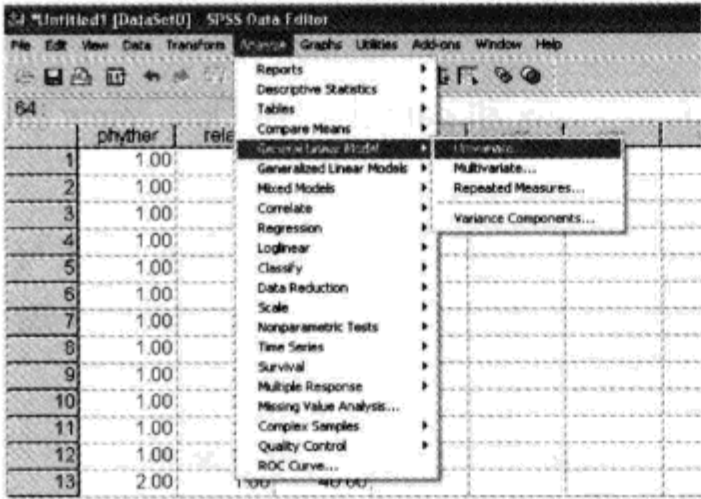 *Untitled1 [DataSet0] - SPSS Data Editor
File Edit View Data Transform Analyze Graphs Utilities Add-ons Window Help
64 :
phyther rela
1 1.00
2 1.00
3 1.00
4 1.00
5 1.00
6 1.00
7 1.00
8 1.00
9 1.00
10 1.00
11 1.00
12 1.00
13 2.00 1.00 40.00
Reports
Descriptive Statistics
Tables
Compare Means
General Linear Model
Generalized Linear Models
Mixed Models
Correlate
Regression
Loglinear
Classify
Data Reduction
Scale
Nonparametric Tests
Time Series
Survival
Multiple Response
Missing Value Analysis...
Complex Samples
Quality Control
ROC Curve...
Univariate...
Multivariate...
Repeated Measures...
Variance Components...